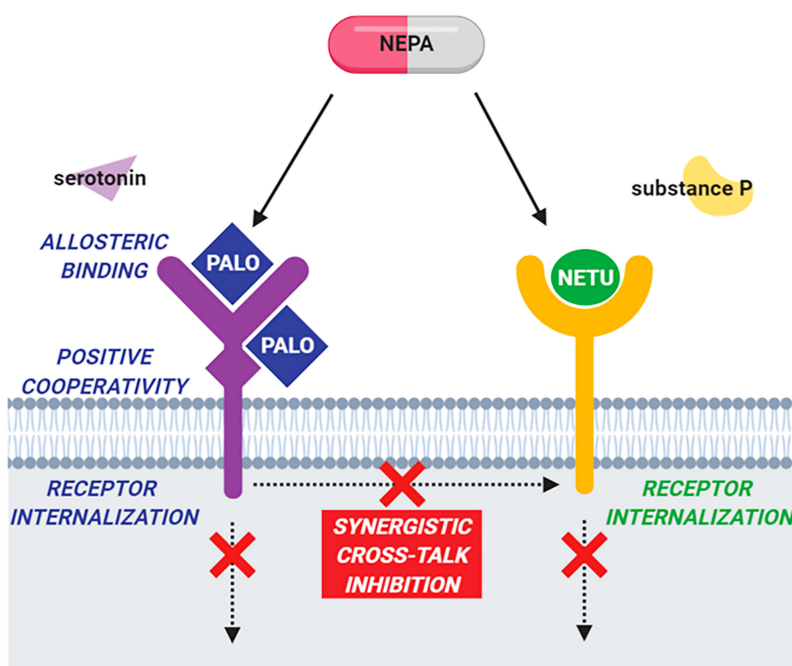 NEPA
serotonin
substance P
ALLOSTERIC
BINDING
PALO
NETU
PALO
POSITIVE
COOPERATIVITY
RECEPTOR
INTERNALIZATION
SYNERGISTIC
CROSS-TALK
INHIBITION
RECEPTOR
INTERNALIZATION